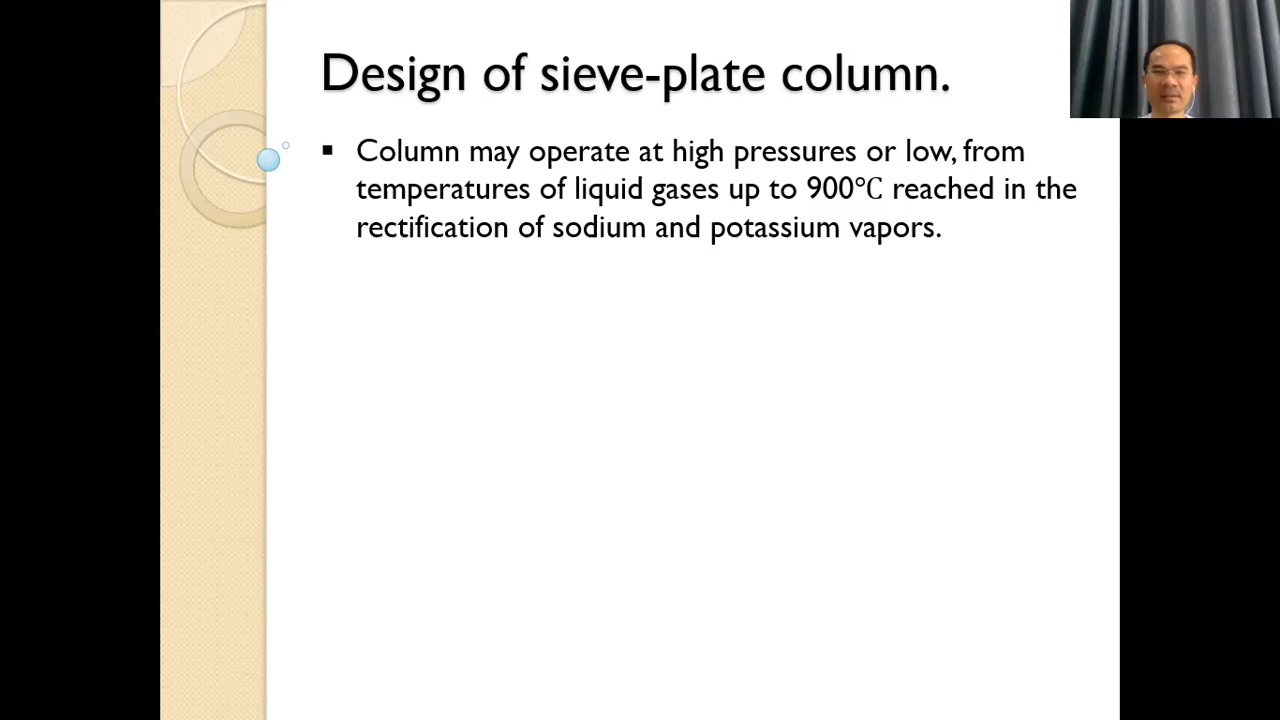 Design of sieve-plate column.
▪ Column may operate at high pressures or low, from
temperatures of liquid gases up to 900°C reached in the
rectification of sodium and potassium vapors.